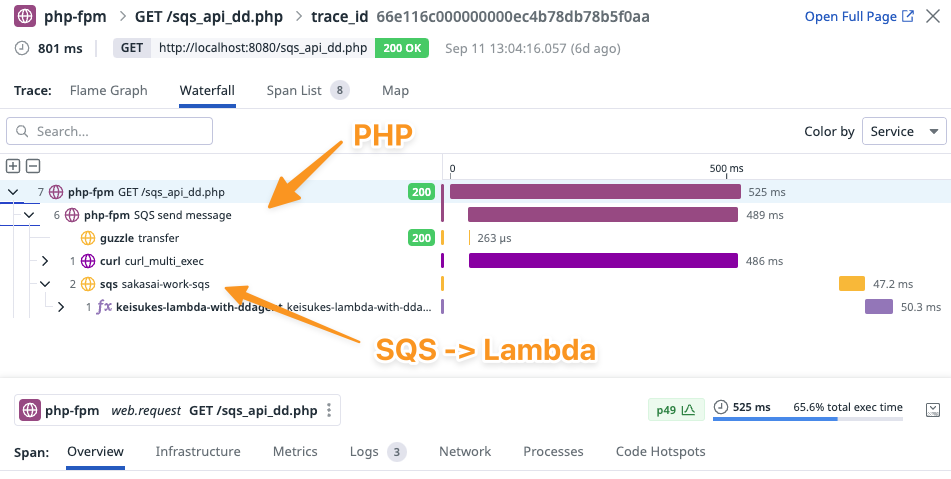 php-fpm > GET /sqs_api_dd.php > trace_id 66e116c000000000ec4b78db78b5f0aa
Open Full Page
801 ms GET http://localhost:8080/sqs_api_dd.php 200 OK Sep 11 13:04:16.057 (6d ago)
Trace: Flame Graph Waterfall Span List 8 Map
Search... Color by Service
PHP
0 500 ms
7 php-fpm GET /sqs_api_dd.php 200 525 ms
6 php-fpm SQS send message 489 ms
guzzle transfer 200 263 µs
1 curl curl_multi_exec 486 ms
2 sqs sakasai-work-sqs 47.2 ms
1 fx keisukes-lambda-with-ddagent keisukes-lambda-with-dda... 50.3 ms
SQS -> Lambda
php-fpm web.request GET /sqs_api_dd.php p49 525 ms 65.6% total exec time
Span: Overview Infrastructure Metrics Logs 3 Network Processes Code Hotspots